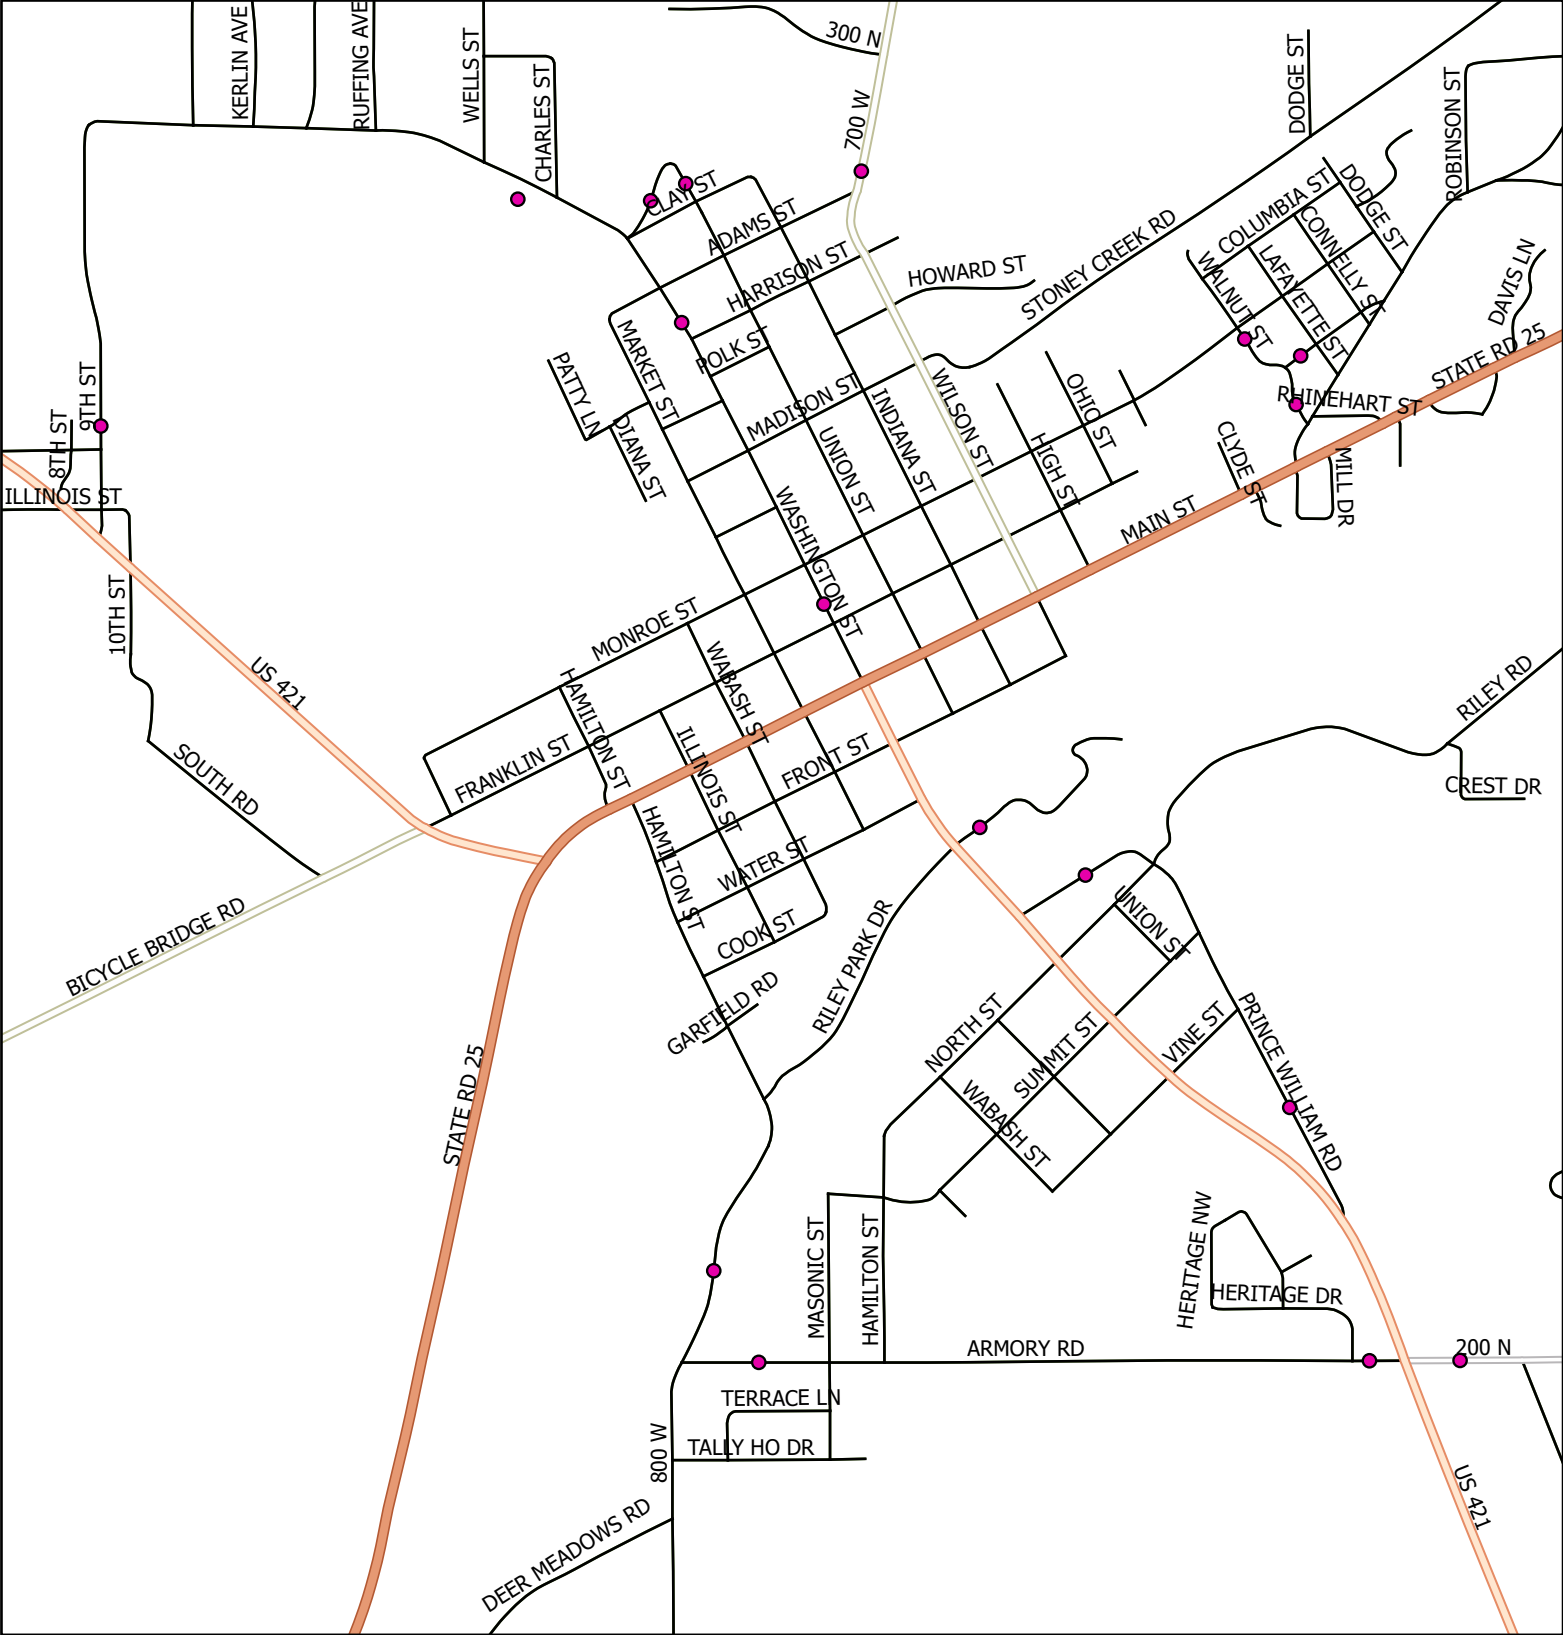 KERLIN AVE
RUFFING AVE
WELLS ST
CHARLES ST
300 N
700 W
DODGE ST
ROBINSON ST
CLAY ST
ADAMS ST
HARRISON ST
HOWARD ST
STONEY CREEK RD
COLUMBIA ST
DODGE ST
CONNELLY ST
LAFAYETTE ST
WALNUT ST
DAVIS LN
STATE RD 25
RHINEHART ST
CLYDE ST
MILL DR
MARKET ST
POLK ST
PATTY LN
DIANA ST
MADISON ST
INDIANA ST
WILSON ST
OHIO ST
HIGH ST
UNION ST
WASHINGTON ST
MAIN ST
9TH ST
8TH ST
ILLINOIS ST
10TH ST
US 421
SOUTH RD
MONROE ST
HAMILTON ST
WABASH ST
FRANKLIN ST
ILLINOIS ST
FRONT ST
HAMILTON ST
WATER ST
COOK ST
GARFIELD RD
BICYCLE BRIDGE RD
RILEY PARK DR
RILEY RD
CREST DR
UNION ST
NORTH ST
SUMMIT ST
VINE ST
WABASH ST
PRINCE WILLIAM RD
STATE RD 25
MASONIC ST
HAMILTON ST
HERITAGE NW
HERITAGE DR
ARMORY RD
200 N
TERRACE LN
TALLY HO DR
800 W
DEER MEADOWS RD
US 421